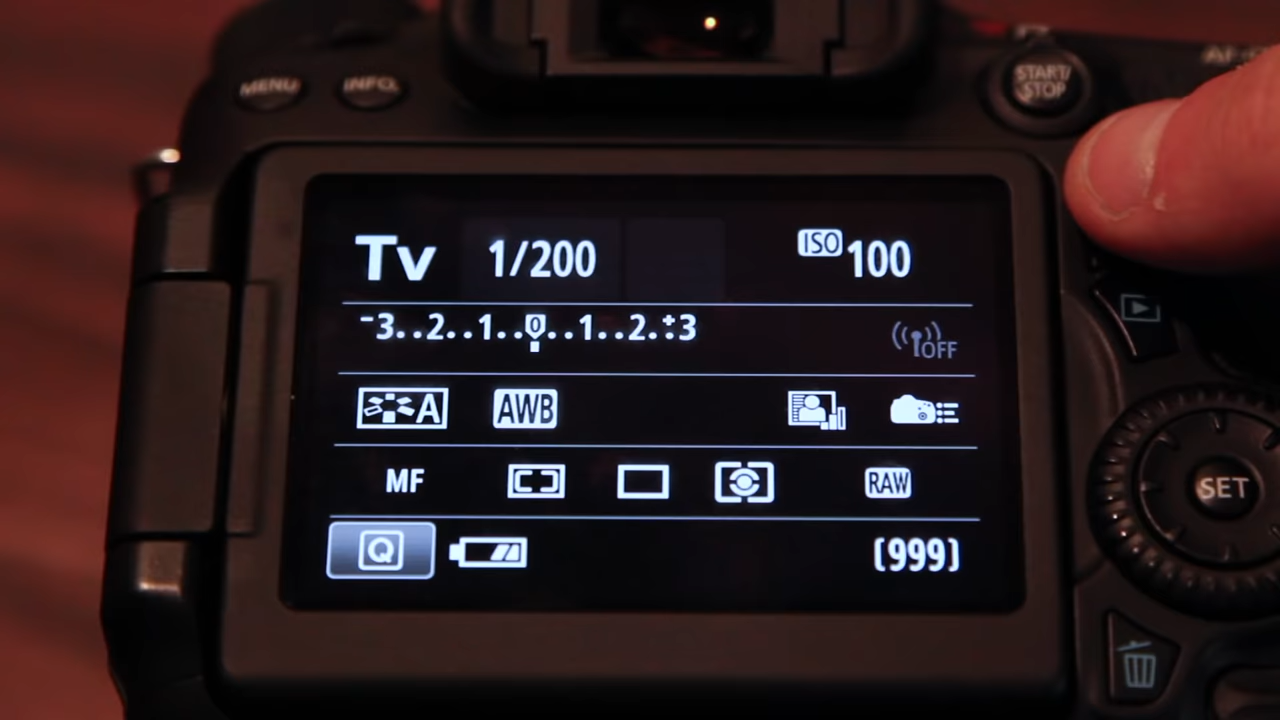 MENU INFO.
START/
STOP
Tv 1/200 ISO 100
-3..2..1..0..1..2..+3
OFF
A AWB
MF RAW
SET
Q [999]